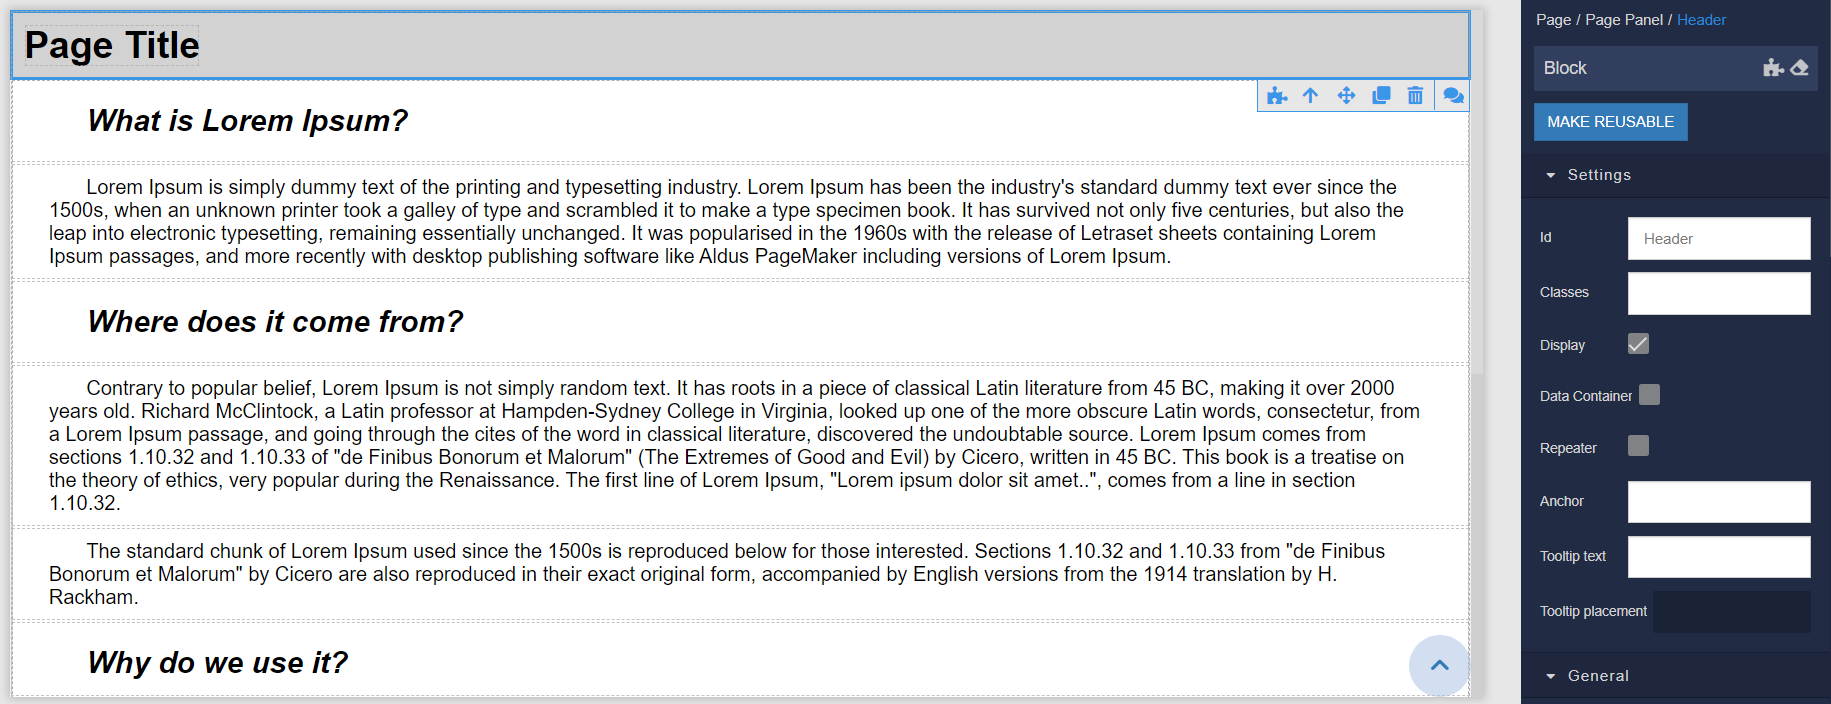 Page Title
What is Lorem Ipsum?
Lorem Ipsum is simply dummy text of the printing and typesetting industry. Lorem Ipsum has been the industry's standard dummy text ever since the
1500s, when an unknown printer took a galley of type and scrambled it to make a type specimen book. It has survived not only five centuries, but also the
leap into electronic typesetting, remaining essentially unchanged. It was popularised in the 1960s with the release of Letraset sheets containing Lorem
Ipsum passages, and more recently with desktop publishing software like Aldus PageMaker including versions of Lorem Ipsum.
Where does it come from?
Contrary to popular belief, Lorem Ipsum is not simply random text. It has roots in a piece of classical Latin literature from 45 BC, making it over 2000
years old. Richard McClintock, a Latin professor at Hampden-Sydney College in Virginia, looked up one of the more obscure Latin words, consectetur, from
a Lorem Ipsum passage, and going through the cites of the word in classical literature, discovered the undoubtable source. Lorem Ipsum comes from
sections 1.10.32 and 1.10.33 of "de Finibus Bonorum et Malorum" (The Extremes of Good and Evil) by Cicero, written in 45 BC. This book is a treatise on
the theory of ethics, very popular during the Renaissance. The first line of Lorem Ipsum, "Lorem ipsum dolor sit amet..", comes from a line in section
1.10.32.
The standard chunk of Lorem Ipsum used since the 1500s is reproduced below for those interested. Sections 1.10.32 and 1.10.33 from "de Finibus
Bonorum et Malorum" by Cicero are also reproduced in their exact original form, accompanied by English versions from the 1914 translation by H.
Rackham.
Why do we use it?
Page / Page Panel / Header
Block
MAKE REUSABLE
Settings
Id
Header
Classes
Display
Data Container
Repeater
Anchor
Tooltip text
Tooltip placement
General